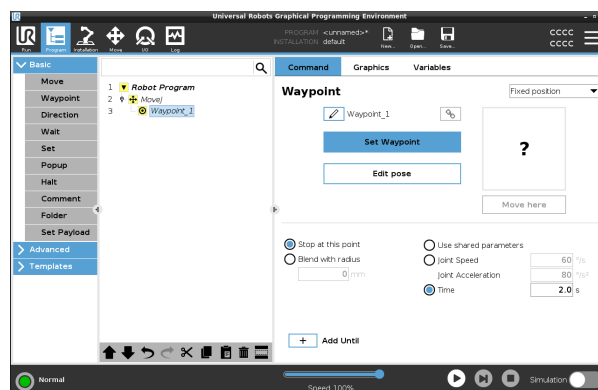 Universal Robots Graphical Programming Environment
PROGRAM <unnamed>*
INSTALLATION default
Run Program Installation Move I/O Log New... Open... Save...
CCCC
CCCC
Basic
Command Graphics Variables
Move
Waypoint
Direction
Wait
Set
Popup
Halt
Comment
Folder
Set Payload
Advanced
Templates
1 Robot Program
2 MoveJ
3 Waypoint_1
Waypoint
Fixed position
Waypoint_1
Set Waypoint
?
Edit pose
Move here
Stop at this point
Blend with radius
0 mm
Use shared parameters
Joint Speed 60 °/s
Joint Acceleration 80 °/s²
Time 2.0 s
+ Add Until
Normal
Speed 100%
Simulation